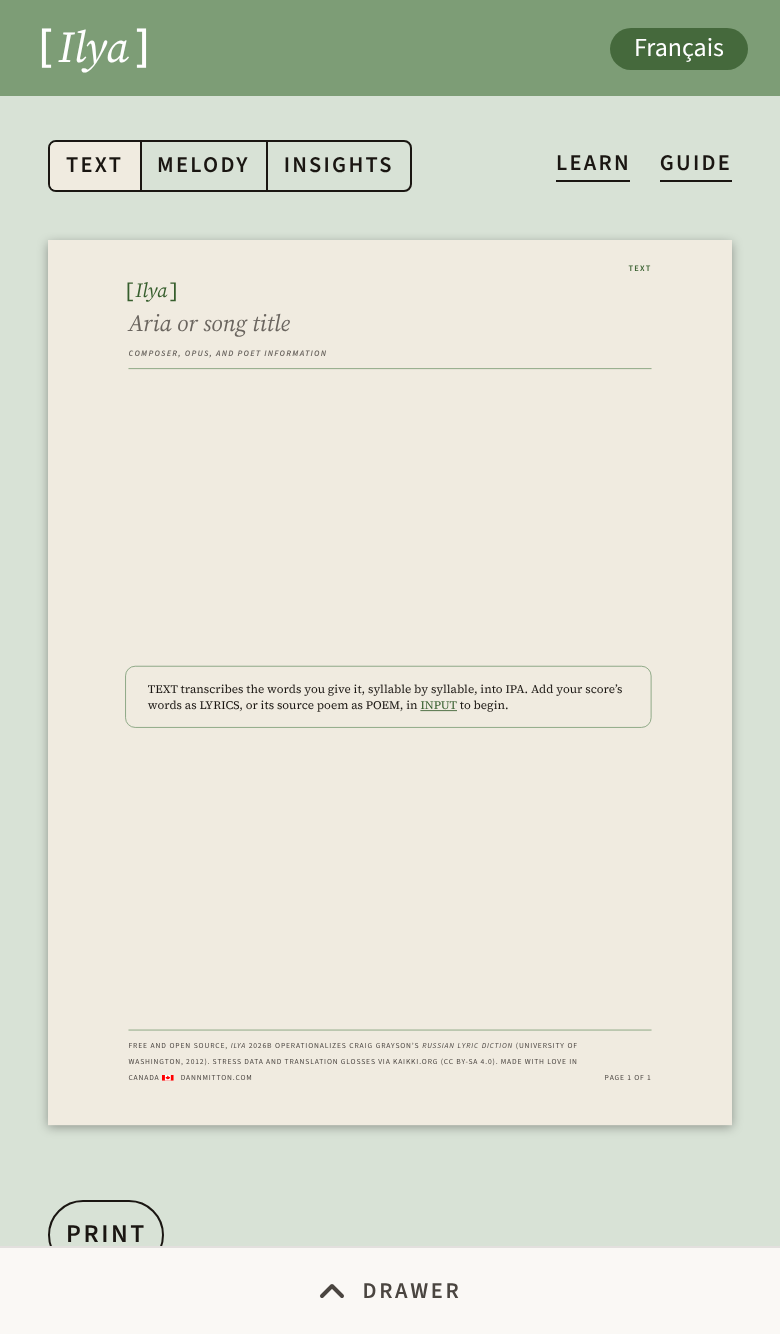 [Ilya]
Français
TEXT
MELODY
INSIGHTS
LEARN
GUIDE
TEXT
[Ilya]
Aria or song title
COMPOSER, OPUS, AND POET INFORMATION
TEXT transcribes the words you give it, syllable by syllable, into IPA. Add your score’s
words as LYRICS, or its source poem as POEM, in INPUT to begin.
FREE AND OPEN SOURCE, ILYA 2026B OPERATIONALIZES CRAIG GRAYSON’S RUSSIAN LYRIC DICTION (UNIVERSITY OF
WASHINGTON, 2012). STRESS DATA AND TRANSLATION GLOSSES VIA KAIKKI.ORG (CC BY-SA 4.0). MADE WITH LOVE IN
CANADA 🇨🇦 DANNMITTON.COM
PAGE 1 OF 1
PRINT
DRAWER